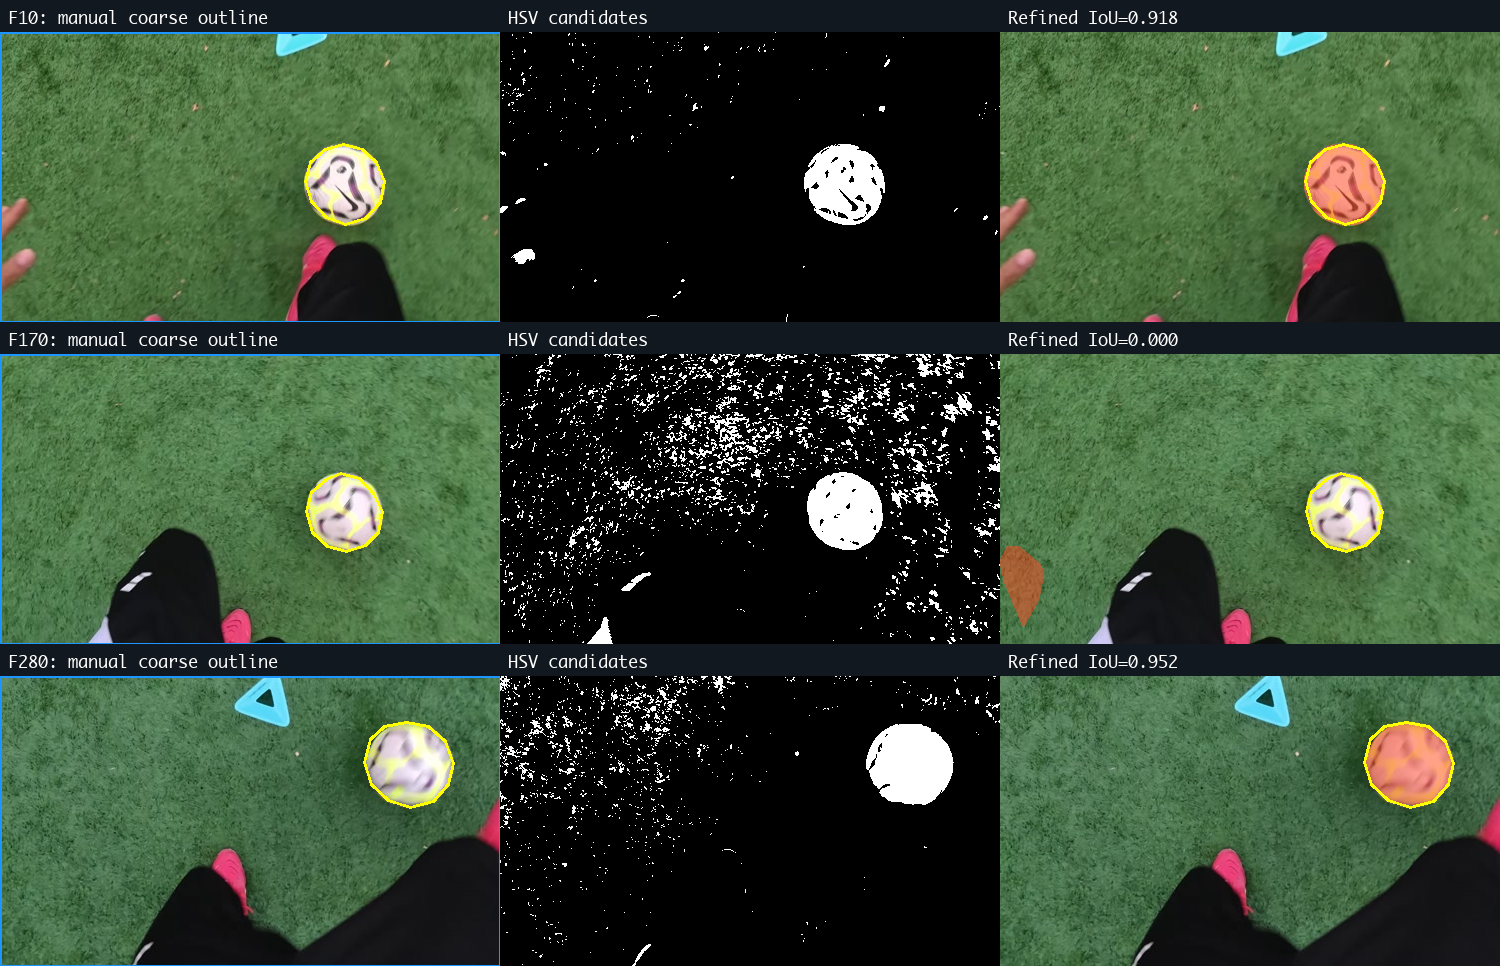 F10: manual coarse outline
HSV candidates
Refined IoU=0.918
F170: manual coarse outline
HSV candidates
Refined IoU=0.000
F280: manual coarse outline
HSV candidates
Refined IoU=0.952